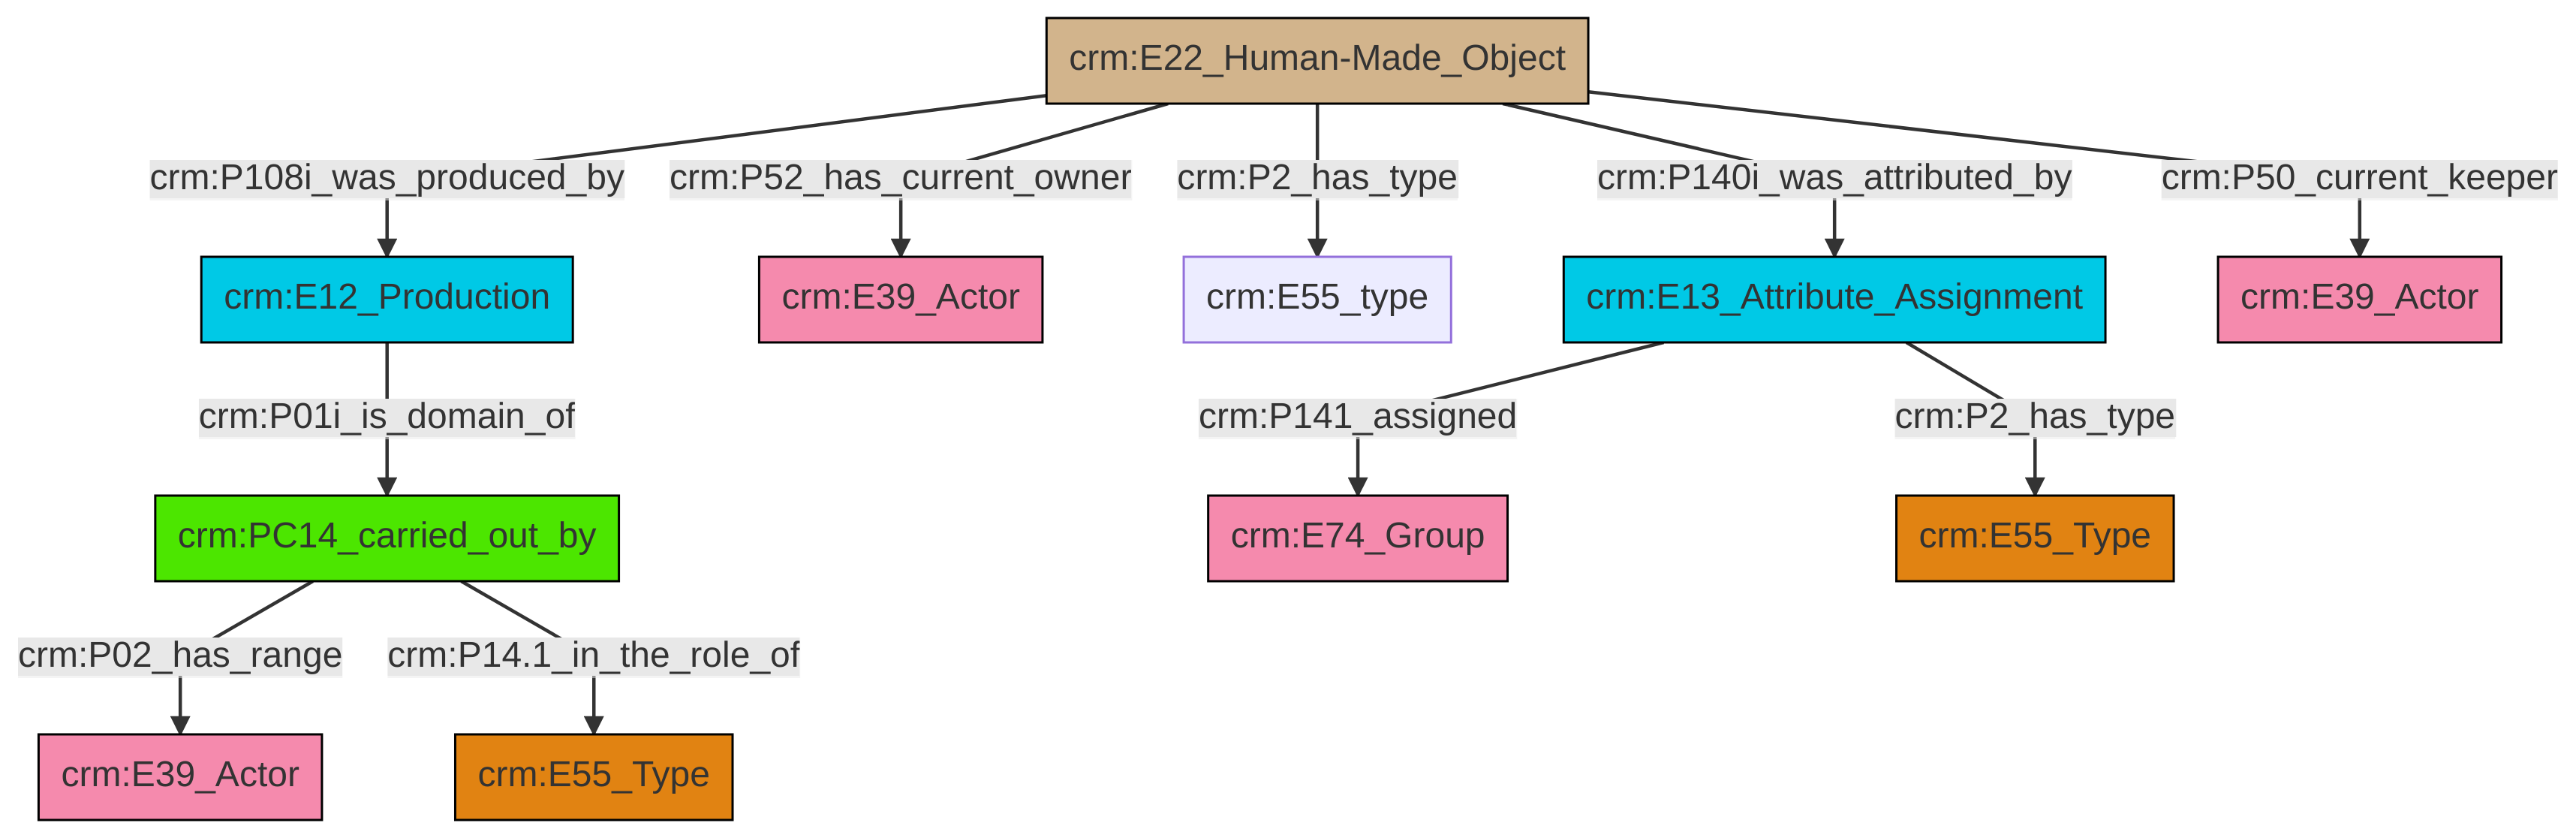 crm:E22_Human-Made_Object
crm:P108i_was_produced_by
crm:P52_has_current_owner
crm:P2_has_type
crm:P140i_was_attributed_by
crm:P50_current_keeper
crm:E12_Production
crm:E39_Actor
crm:E55_type
crm:E13_Attribute_Assignment
crm:E39_Actor
crm:P01i_is_domain_of
crm:P141_assigned
crm:P2_has_type
crm:PC14_carried_out_by
crm:E74_Group
crm:E55_Type
crm:P02_has_range
crm:P14.1_in_the_role_of
crm:E39_Actor
crm:E55_Type